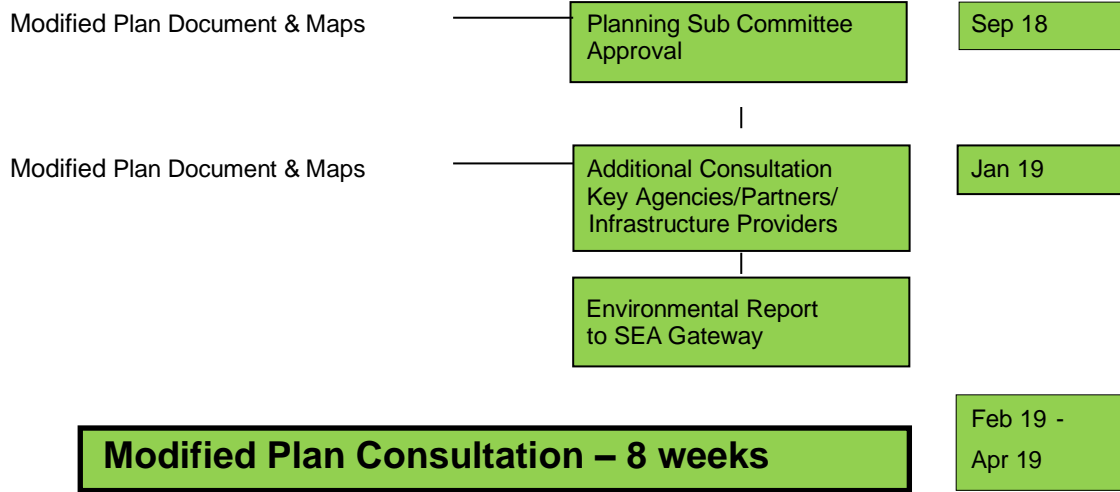 Modified Plan Document & Maps
Planning Sub Committee
Approval
Sep 18
Modified Plan Document & Maps
Additional Consultation
Key Agencies/Partners/
Infrastructure Providers
Jan 19
Environmental Report
to SEA Gateway
Modified Plan Consultation – 8 weeks
Feb 19 -
Apr 19